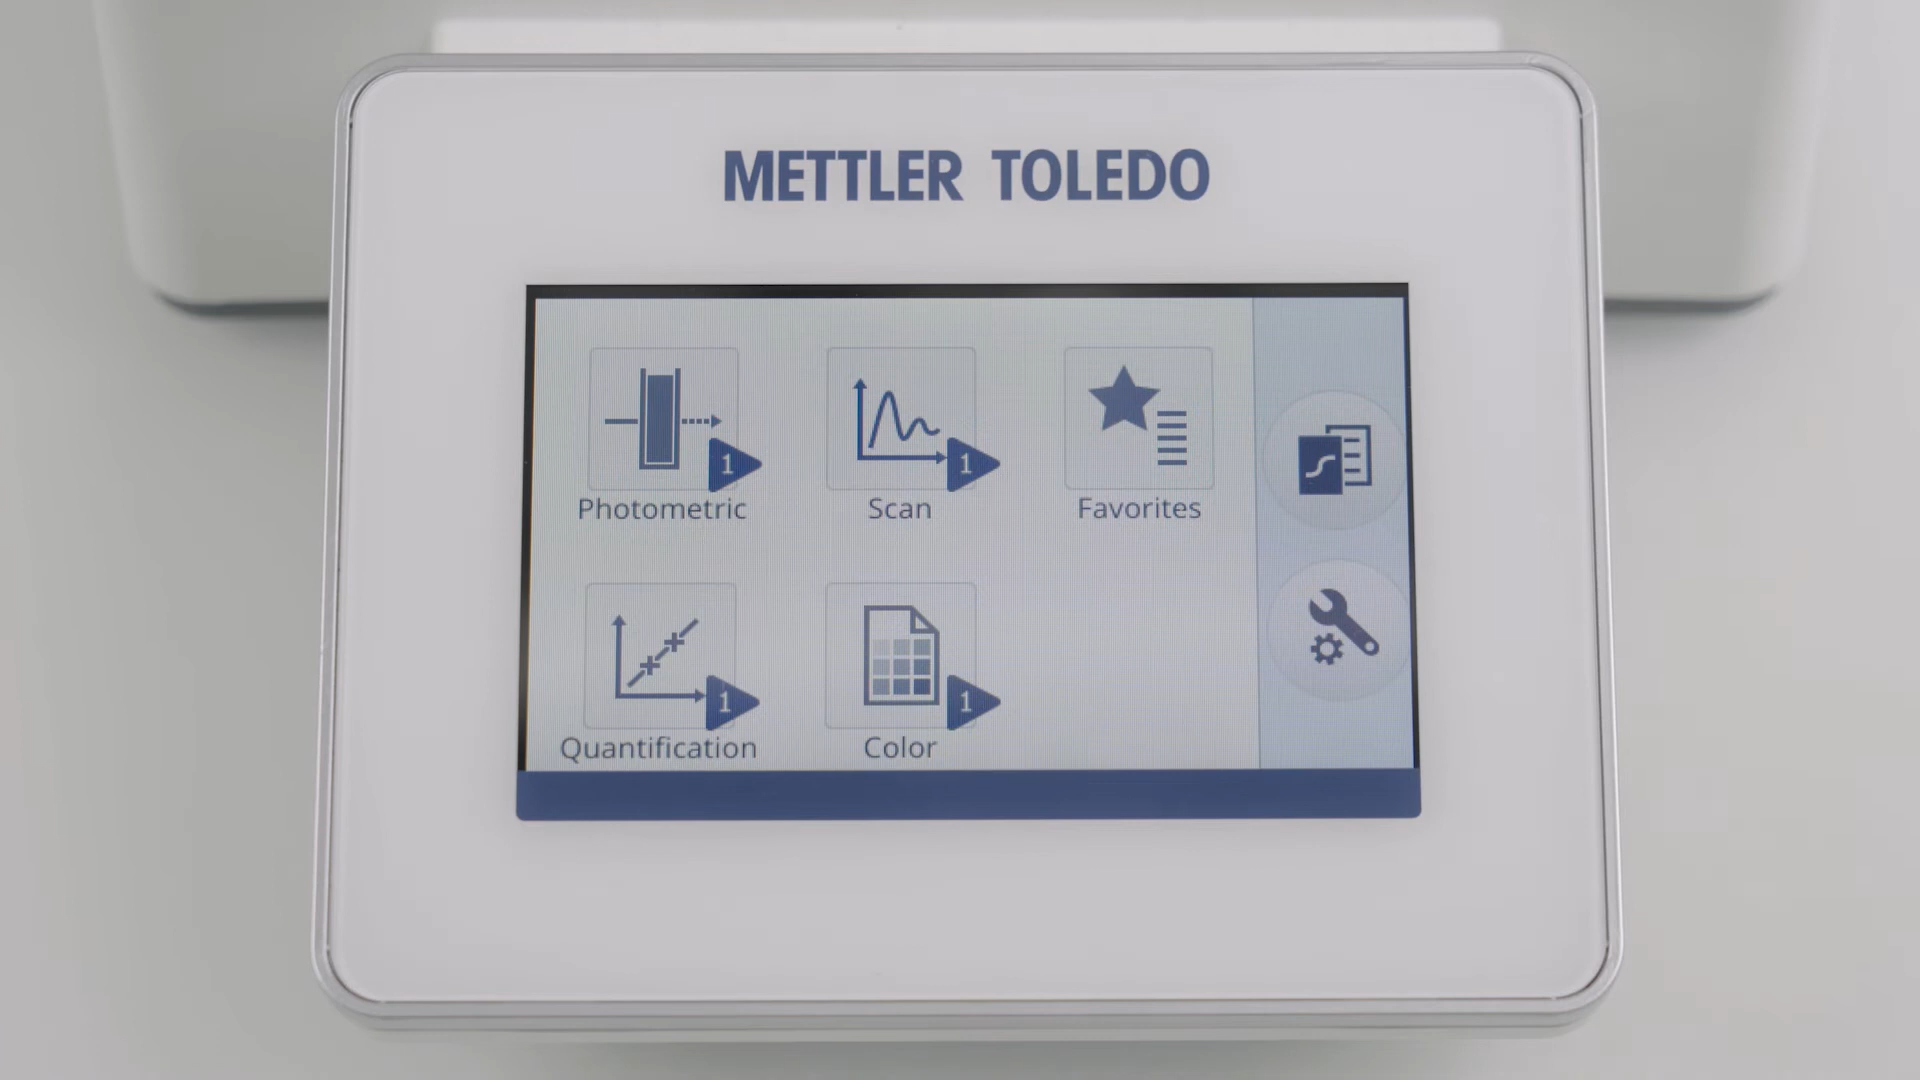 METTLER TOLEDO
1 1
Photometric Scan Favorites
1 1
Quantification Color